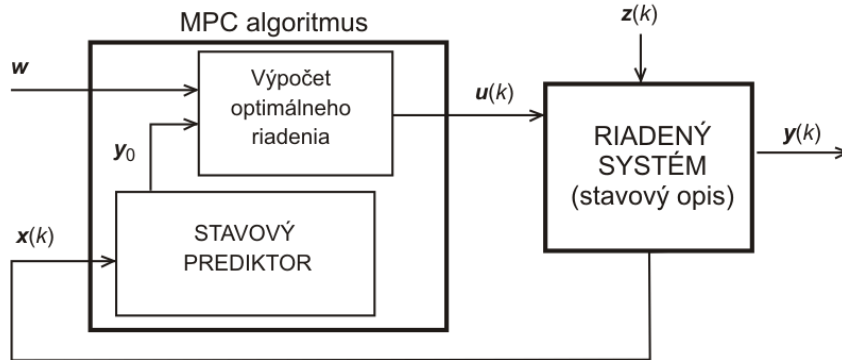 MPC algoritmus
z(k)
w
Výpočet
optimálneho
riadenia
u(k)
RIADENÝ
SYSTÉM
(stavový opis)
y(k)
y₀
x(k)
STAVOVÝ
PREDIKTOR